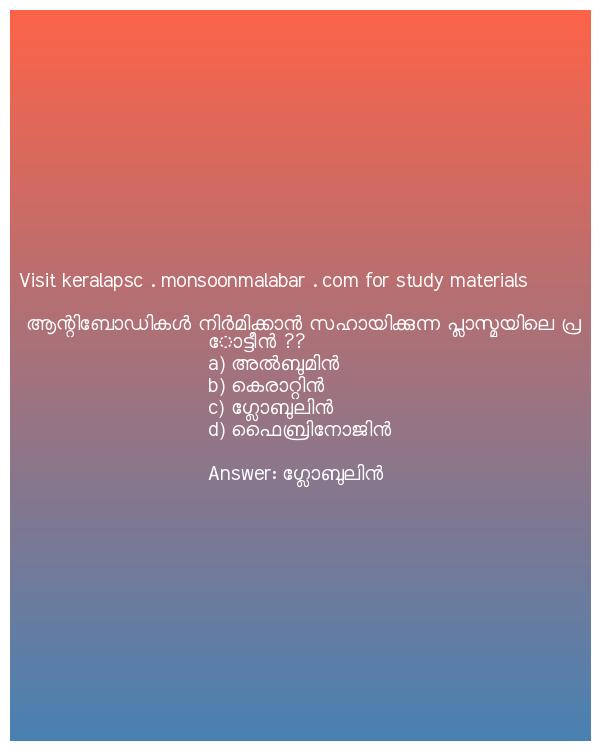 Visit keralapsc . monsoonmalabar . com for study materials
ആന്റിബോഡികൾ നിർമിക്കാൻ സഹായിക്കുന്ന പ്ലാസ്മയിലെ പ്ര
ോട്ടീൻ ??
a) അൽബുമിൻ
b) കെരാറ്റിൻ
c) ഗ്ലോബുലിൻ
d) ഫൈബ്രിനോജിൻ
Answer: ഗ്ലോബുലിൻ